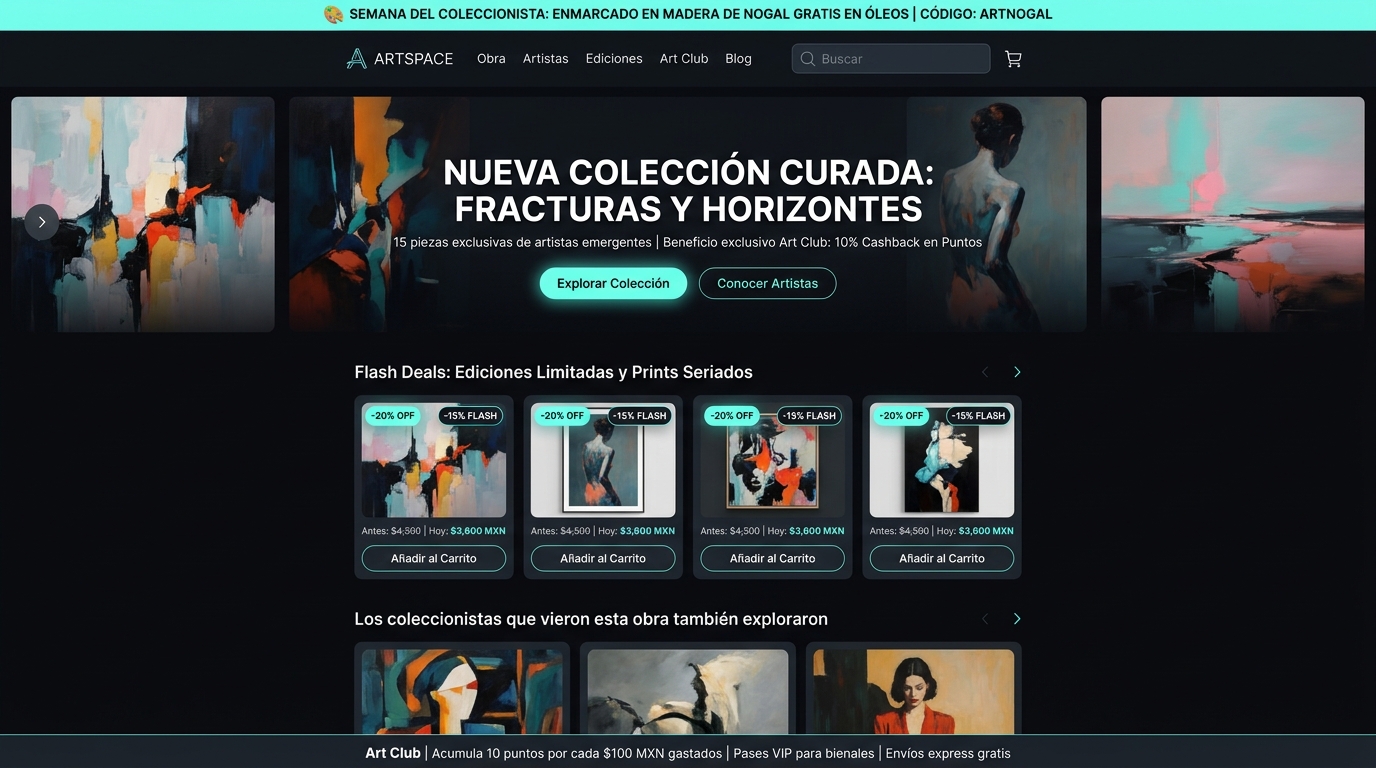 SEMANA DEL COLECCIONISTA: ENMARCADO EN MADERA DE NOGAL GRATIS EN ÓLEOS | CÓDIGO: ARTNOGAL
ARTSPACE Obra Artistas Ediciones Art Club Blog Buscar
NUEVA COLECCIÓN CURADA:
FRACTURAS Y HORIZONTES
15 piezas exclusivas de artistas emergentes | Beneficio exclusivo Art Club: 10% Cashback en Puntos
Explorar Colección Conocer Artistas
Flash Deals: Ediciones Limitadas y Prints Seriados
-20% OPF -15% FLASH -20% OFF -15% FLASH -20% OFF -19% FLASH -20% OFF -15% FLASH
Antes: $4,500 | Hoy: $3,600 MXN Antes: $4,500 | Hoy: $3,600 MXN Antes: $4,500 | Hoy: $3,600 MXN Antes: $4,500 | Hoy: $3,600 MXN
Añadir al Carrito Añadir al Carrito Añadir al Carrito Añadir al Carrito
Los coleccionistas que vieron esta obra también exploraron
Art Club | Acumula 10 puntos por cada $100 MXN gastados | Pases VIP para bienales | Envíos express gratis